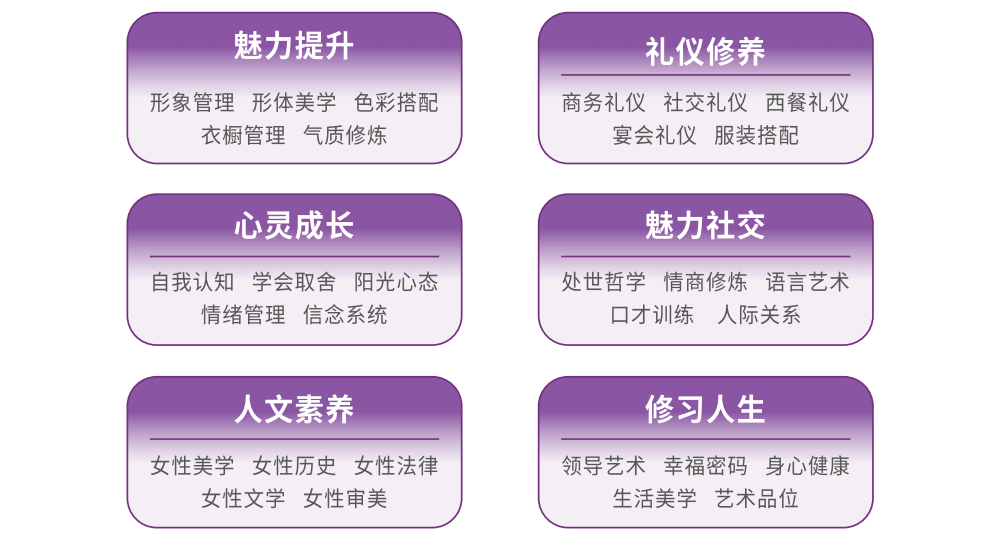 魅力提升
形象管理 形体美学 色彩搭配
衣橱管理 气质修炼
礼仪修养
商务礼仪 社交礼仪 西餐礼仪
宴会礼仪 服装搭配
心灵成长
自我认知 学会取舍 阳光心态
情绪管理 信念系统
魅力社交
处世哲学 情商修炼 语言艺术
口才训练 人际关系
人文素养
女性美学 女性历史 女性法律
女性文学 女性审美
修习人生
领导艺术 幸福密码 身心健康
生活美学 艺术品位